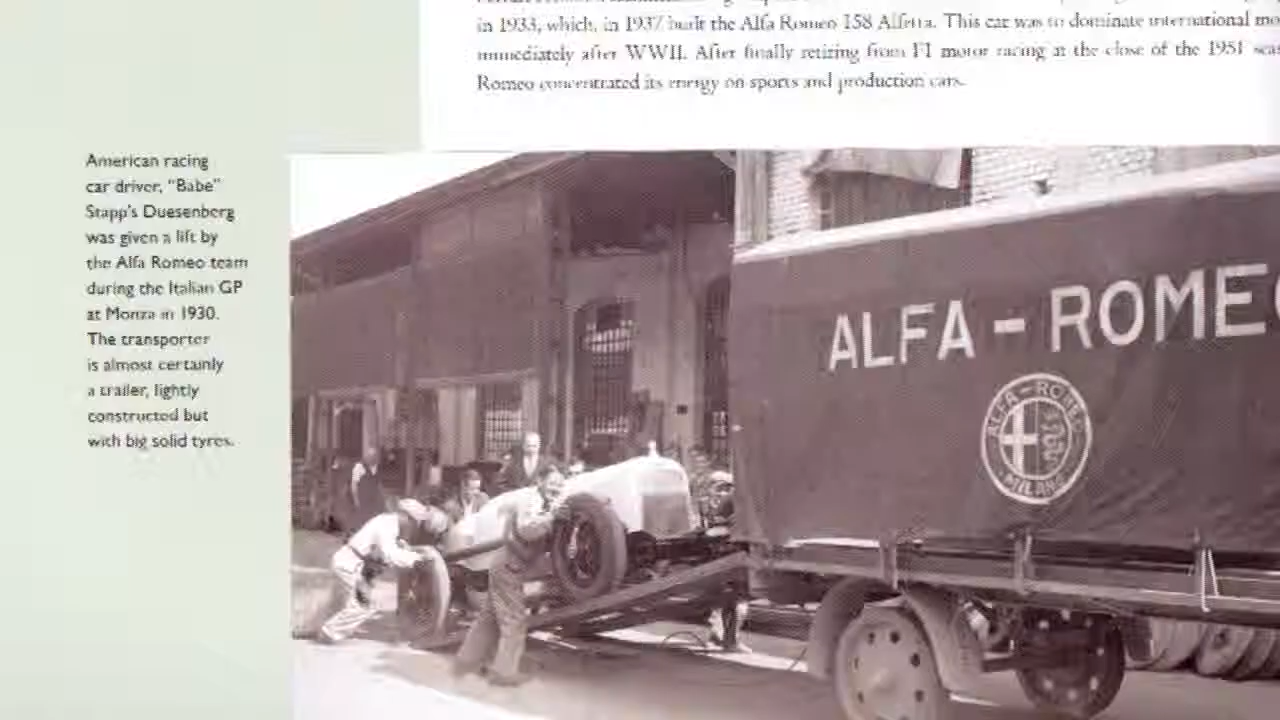 in 1933, which, in 1937 built the Alfa Romeo 158 Alfetta. This car was to dominate international
immediately after WWII. After finally retiring from F1 motor racing at the close of the 1951
Romeo concentrated its energy on sports and production cars.
American racing
car driver, “Babe”
Stapp's Duesenberg
was given a lift by
the Alfa Romeo team
during the Italian GP
at Monza in 1930.
The transporter
is almost certainly
a trailer, lightly
constructed but
with big solid tyres.
ALFA-ROME
ALFA-ROMEO
MILANO